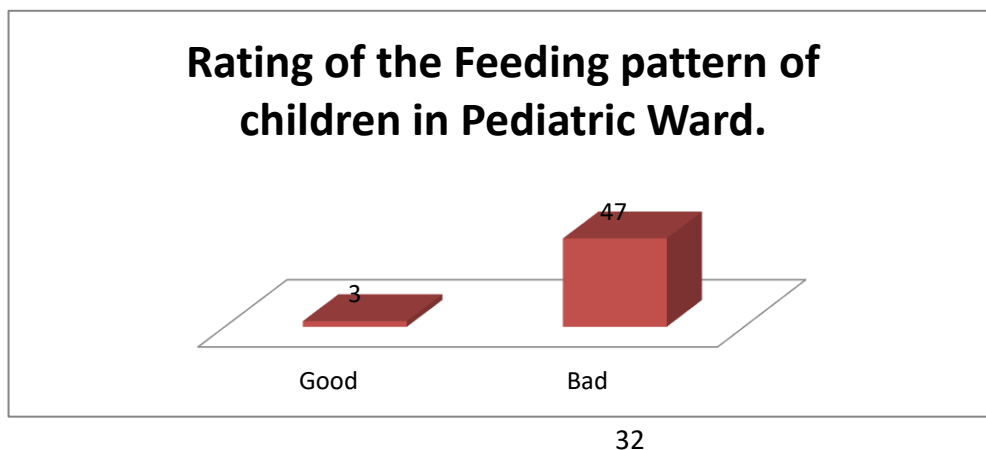 Rating of the Feeding pattern of
children in Pediatric Ward.
47
3
Good Bad
32